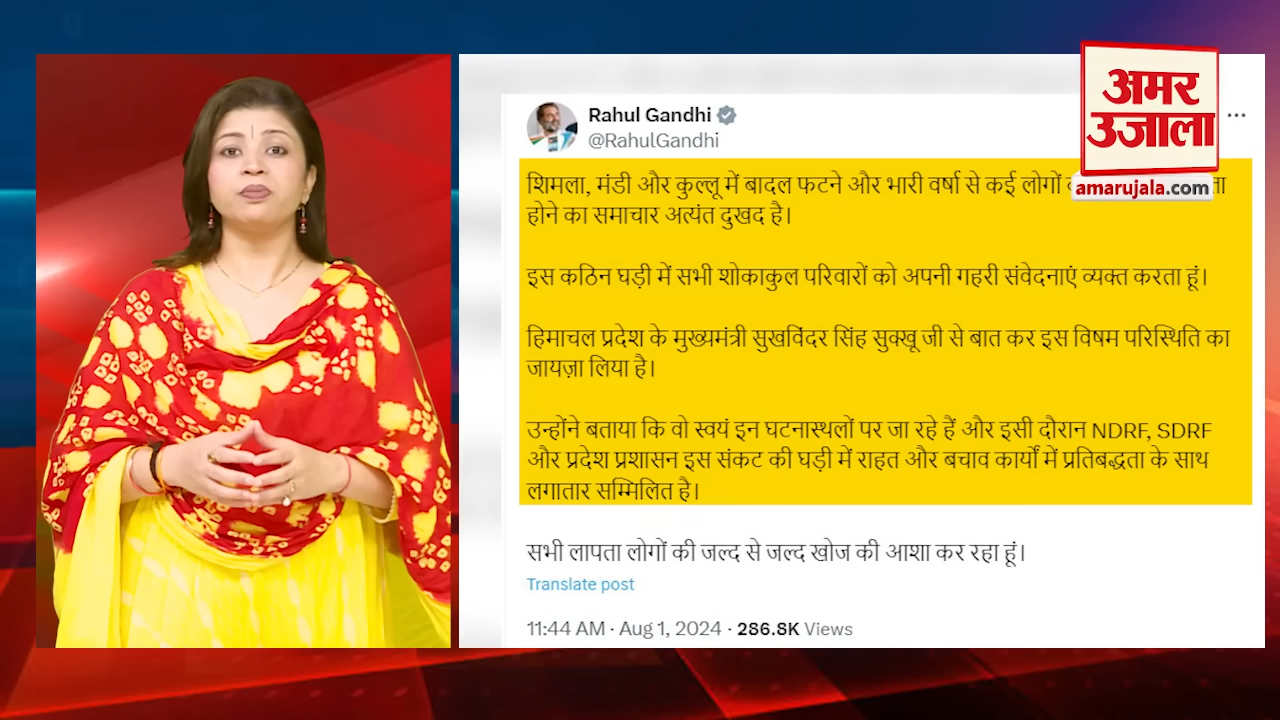 अमर
उजाला
amarujala.com
Rahul Gandhi
@RahulGandhi
शिमला, मंडी और कुल्लू में बादल फटने और भारी वर्षा से कई लोगों
होने का समाचार अत्यंत दुखद है।
इस कठिन घड़ी में सभी शोकाकुल परिवारों को अपनी गहरी संवेदनाएं व्यक्त करता हूं।
हिमाचल प्रदेश के मुख्यमंत्री सुखविंदर सिंह सुक्खू जी से बात कर इस विषम परिस्थिति का
जायज़ा लिया है।
उन्होंने बताया कि वो स्वयं इन घटनास्थलों पर जा रहे हैं और इसी दौरान NDRF, SDRF
और प्रदेश प्रशासन इस संकट की घड़ी में राहत और बचाव कार्यों में प्रतिबद्धता के साथ
लगातार सम्मिलित है।
सभी लापता लोगों की जल्द से जल्द खोज की आशा कर रहा हूं।
Translate post
11:44 AM · Aug 1, 2024 · 286.8K Views